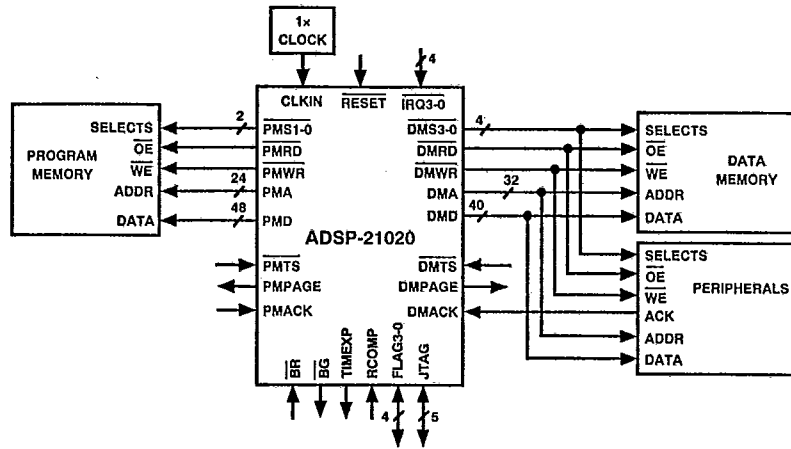 1×
CLOCK
4
CLKIN
RESET
IRQ3-0
PROGRAM
MEMORY
SELECTS
OE
WE
ADDR
DATA
2
24
48
PMS1-0
PMRD
PMWR
PMA
PMD
DMS3-0
DMRD
DMWR
DMA
DMD
4
32
40
SELECTS
OE
WE
ADDR
DATA
DATA
MEMORY
ADSP-21020
PMTS
PMPAGE
PMACK
DMTS
DMPAGE
DMACK
SELECTS
OE
WE
ACK
ADDR
DATA
PERIPHERALS
BR
BG
TIMEXP
RCOMP
FLAG3-0
JTAG
4
5